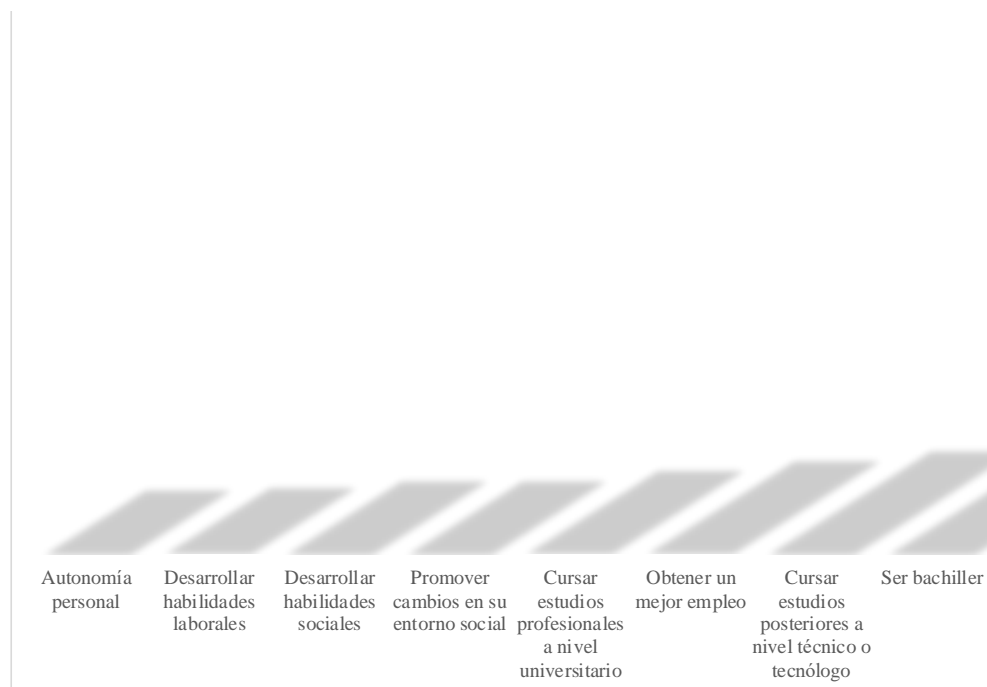 Autonomía
personal
Desarrollar
habilidades
laborales
Desarrollar
habilidades
sociales
Promover
cambios en su
entorno social
Cursar
estudios
profesionales
a nivel
universitario
Obtener un
mejor empleo
Cursar
estudios
posteriores a
nivel técnico o
tecnólogo
Ser bachiller